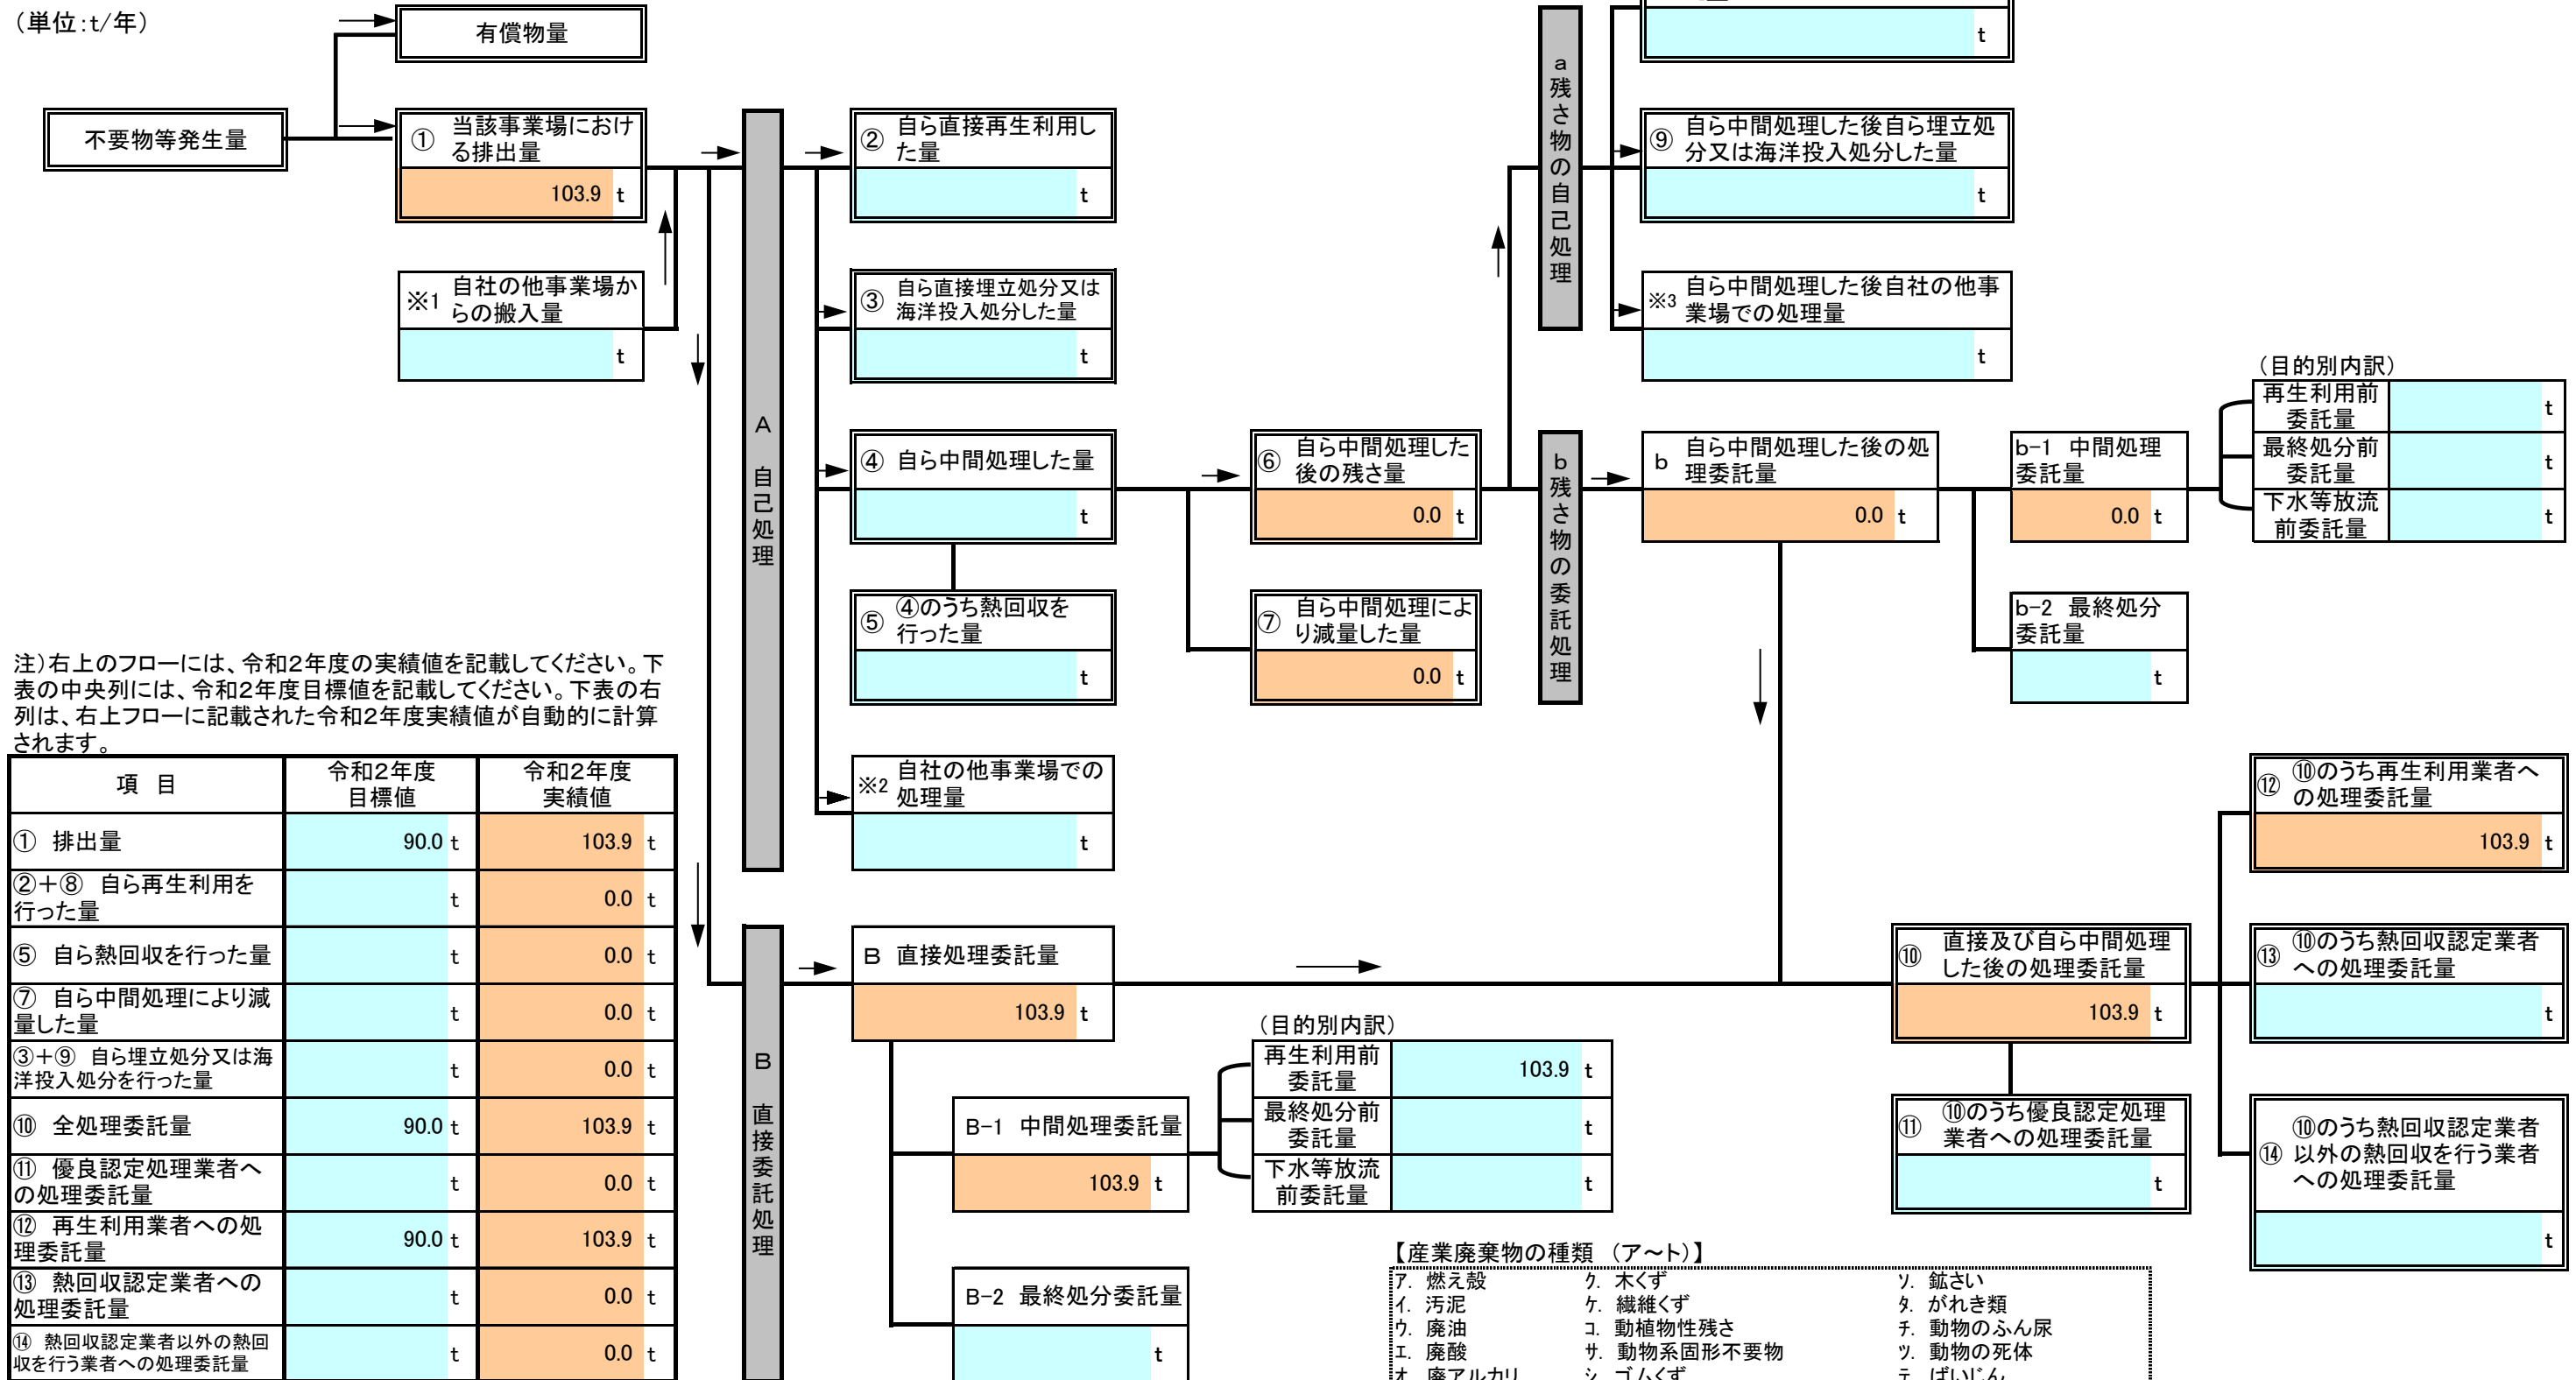 (単位:t/年)
有償物量
不要物等発生量
① 当該事業場におけ
る排出量
103.9 t
※1 自社の他事業場か
らの搬入量
t
A 自己処理
② 自ら直接再生利用し
た量
t
③ 自ら直接埋立処分又は
海洋投入処分した量
t
④ 自ら中間処理した量
t
⑤ ④のうち熱回収を
行った量
t
※2 自社の他事業場での
処理量
t
⑥ 自ら中間処理した
後の残さ量
0.0 t
⑦ 自ら中間処理によ
り減量した量
0.0 t
a 残さ物の自己処理
t
⑨ 自ら中間処理した後自ら埋立処
分又は海洋投入処分した量
t
※3 自ら中間処理した後自社の他事
業場での処理量
t
b 残さ物の委託処理
b 自ら中間処理した後の処
理委託量
0.0 t
b-1 中間処理
委託量
0.0 t
b-2 最終処分
委託量
t
(目的別内訳)
再生利用前
委託量 t
最終処分前
委託量 t
下水等放流
前委託量 t
注)右上のフローには、令和2年度の実績値を記載してください。下
表の中央列には、令和2年度目標値を記載してください。下表の右
列は、右上フローに記載された令和2年度実績値が自動的に計算
されます。
項 目 令和2年度 目標値 令和2年度 実績値
① 排出量 90.0 t 103.9 t
②+⑧ 自ら再生利用を
行った量 t 0.0 t
⑤ 自ら熱回収を行った量 t 0.0 t
⑦ 自ら中間処理により減
量した量 t 0.0 t
③+⑨ 自ら埋立処分又は海
洋投入処分を行った量 t 0.0 t
⑩ 全処理委託量 90.0 t 103.9 t
⑪ 優良認定処理業者へ
の処理委託量 t 0.0 t
⑫ 再生利用業者への処
理委託量 90.0 t 103.9 t
⑬ 熱回収認定業者への
処理委託量 t 0.0 t
⑭ 熱回収認定業者以外の熱回
収を行う業者への処理委託量 t 0.0 t
B 直接委託処理
B 直接処理委託量
103.9 t
B-1 中間処理委託量
103.9 t
B-2 最終処分委託量
t
(目的別内訳)
再生利用前
委託量 103.9 t
最終処分前
委託量 t
下水等放流
前委託量 t
⑩ 直接及び自ら中間処理
した後の処理委託量
103.9 t
⑪ ⑩のうち優良認定処理
業者への処理委託量
t
⑫ ⑩のうち再生利用業者へ
の処理委託量
103.9 t
⑬ ⑩のうち熱回収認定業者
への処理委託量
t
⑭ ⑩のうち熱回収認定業者
以外の熱回収を行う業者
への処理委託量
t
【産業廃棄物の種類 (ア~ト)】
ア. 燃え殻 ク. 木くず ソ. 鉱さい
イ. 汚泥 ケ. 繊維くず タ. がれき類
ウ. 廃油 コ. 動植物性残さ チ. 動物のふん尿
エ. 廃酸 サ. 動物系固形不要物 ツ. 動物の死体
オ. 廃アルカリ シ. ゴムくず テ. ばいじん